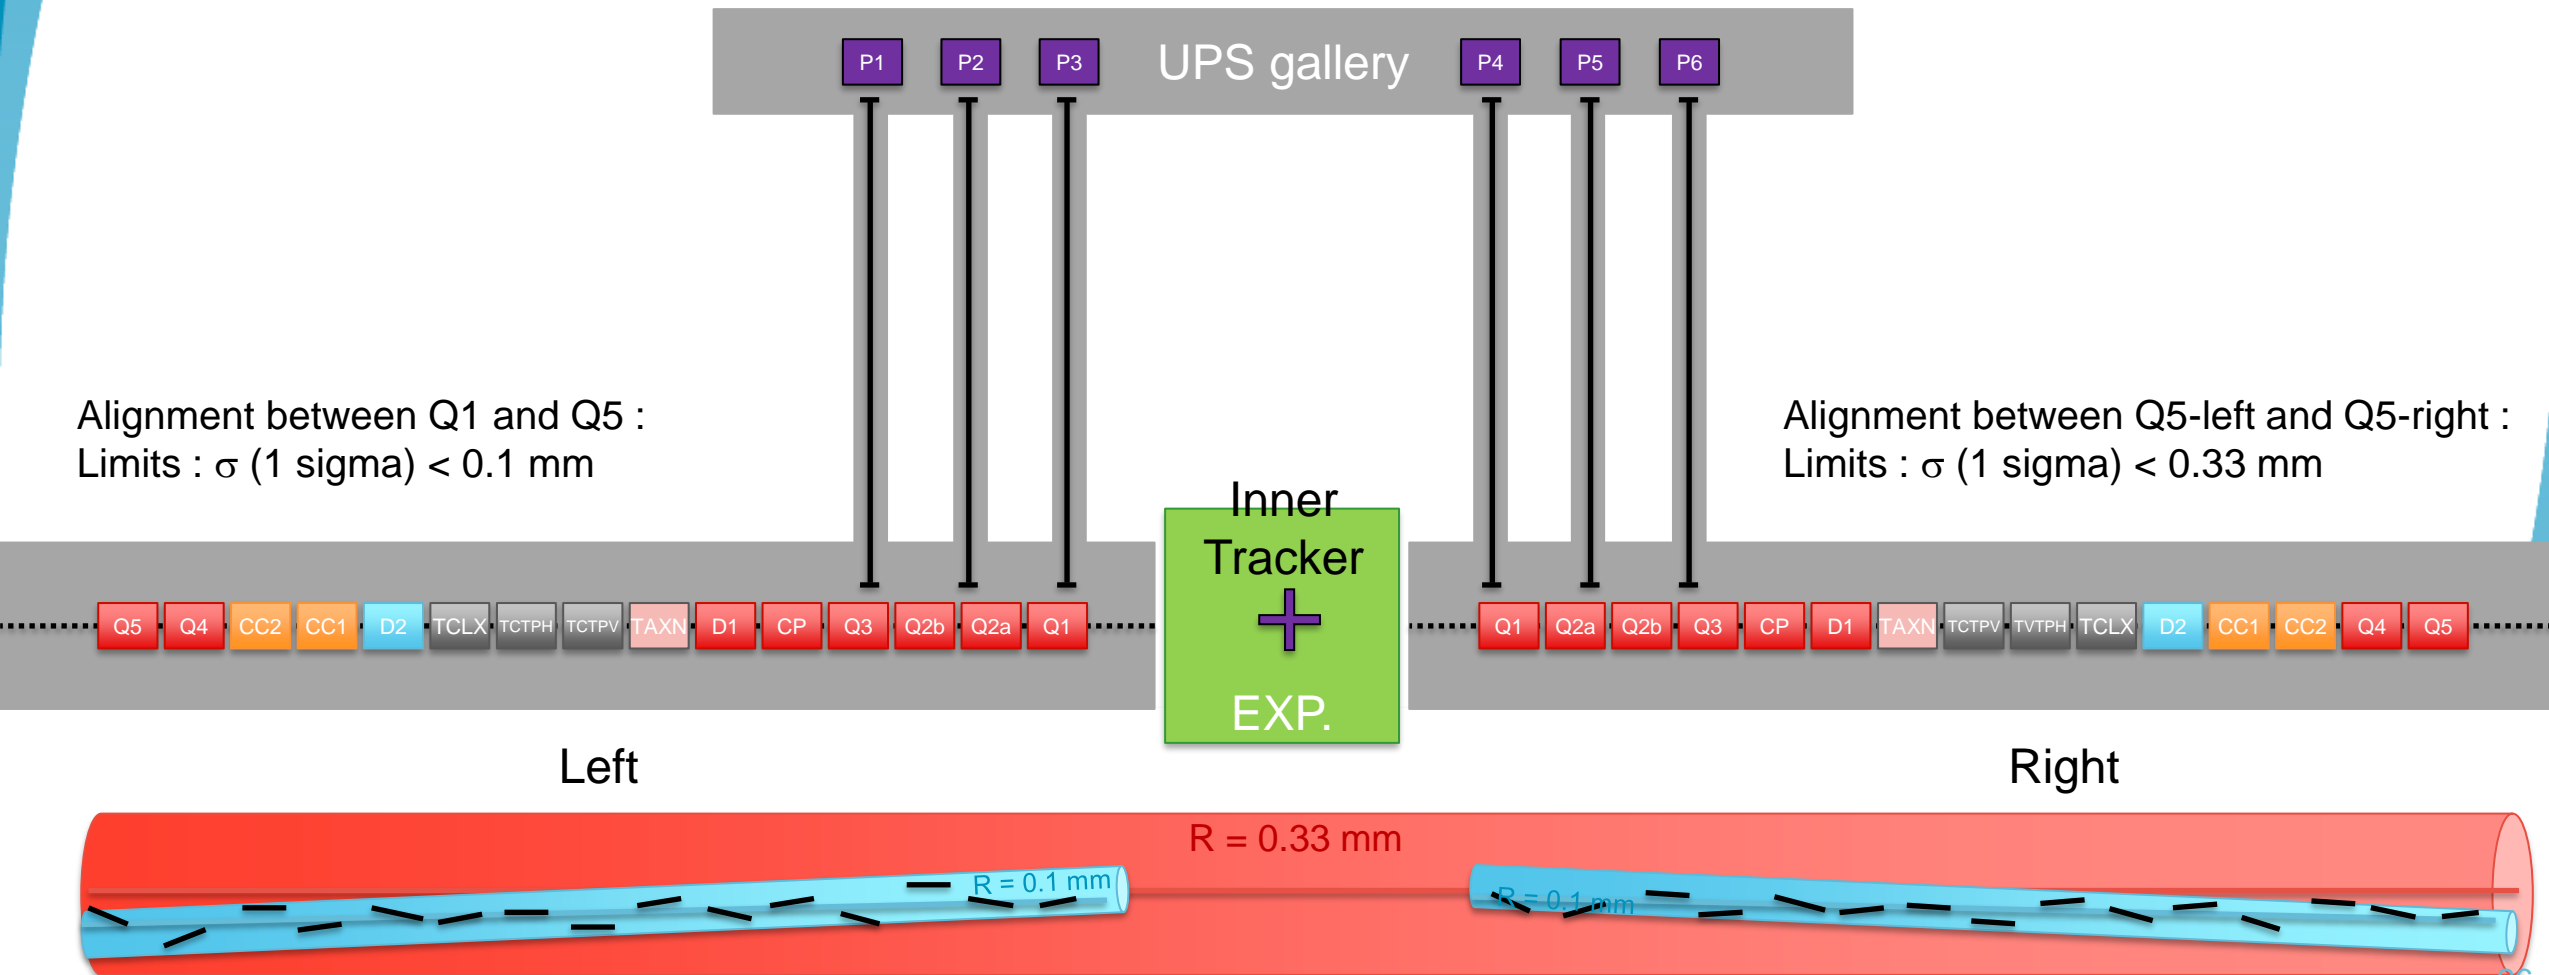 P1 P2 P3 UPS gallery P4 P5 P6
Alignment between Q1 and Q5 :
Limits : σ (1 sigma) < 0.1 mm
Alignment between Q5-left and Q5-right :
Limits : σ (1 sigma) < 0.33 mm
Inner
Tracker
EXP.
Q5 Q4 CC2 CC1 D2 TCLX TCTPH TCTPV TAXN D1 CP Q3 Q2b Q2a Q1
Q1 Q2a Q2b Q3 CP D1 TAXN TCTPV TVTPH TCLX D2 CC1 CC2 Q4 Q5
Left
Right
R = 0.33 mm
R = 0.1 mm
R = 0.1 mm